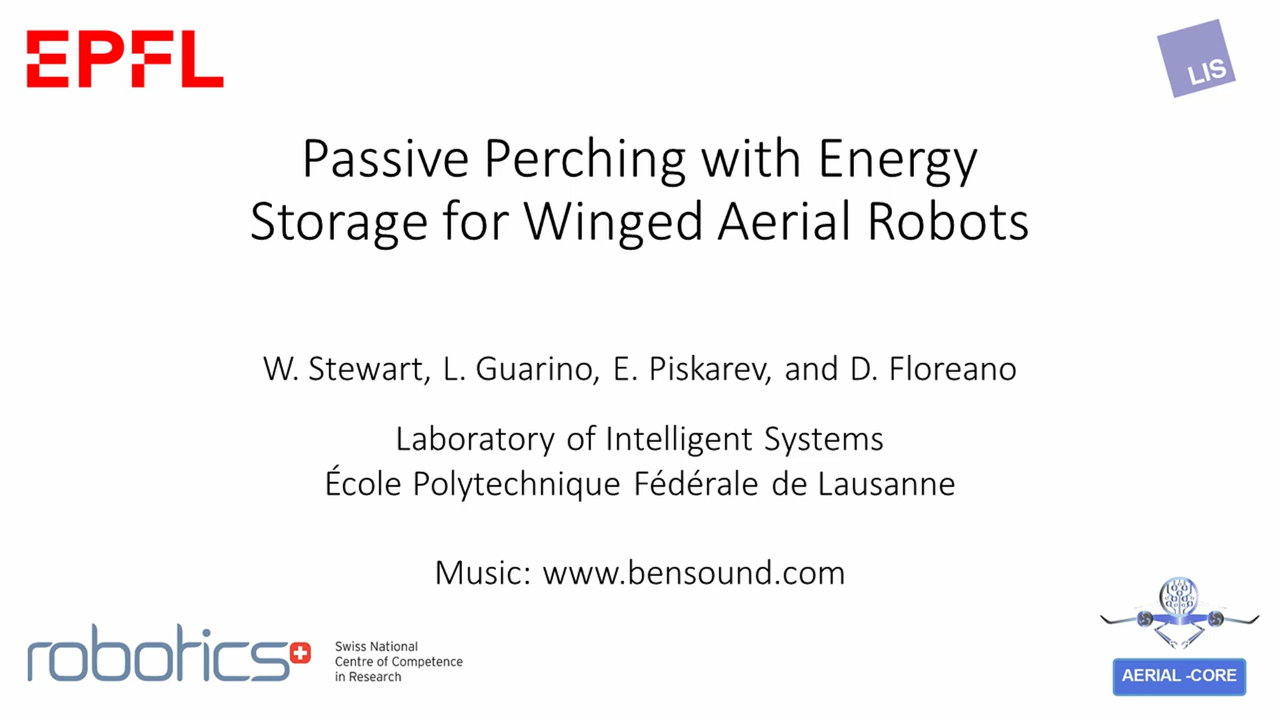 EPFL
LIS
Passive Perching with Energy
Storage for Winged Aerial Robots
W. Stewart, L. Guarino, E. Piskarev, and D. Floreano
Laboratory of Intelligent Systems
École Polytechnique Fédérale de Lausanne
Music: www.bensound.com
robotics
Swiss National
Centre of Competence
in Research
AERIAL -CORE